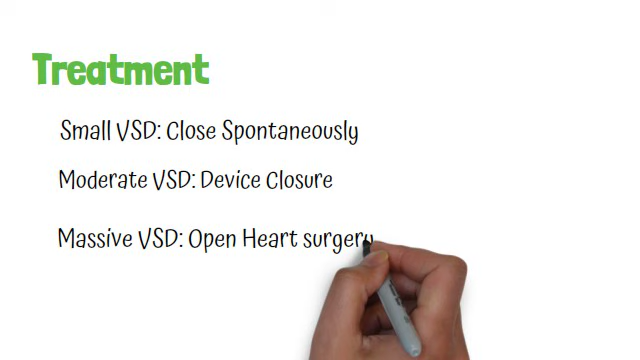 Treatment
Small VSD: Close Spontaneously
Moderate VSD: Device Closure
Massive VSD: Open Heart surgery